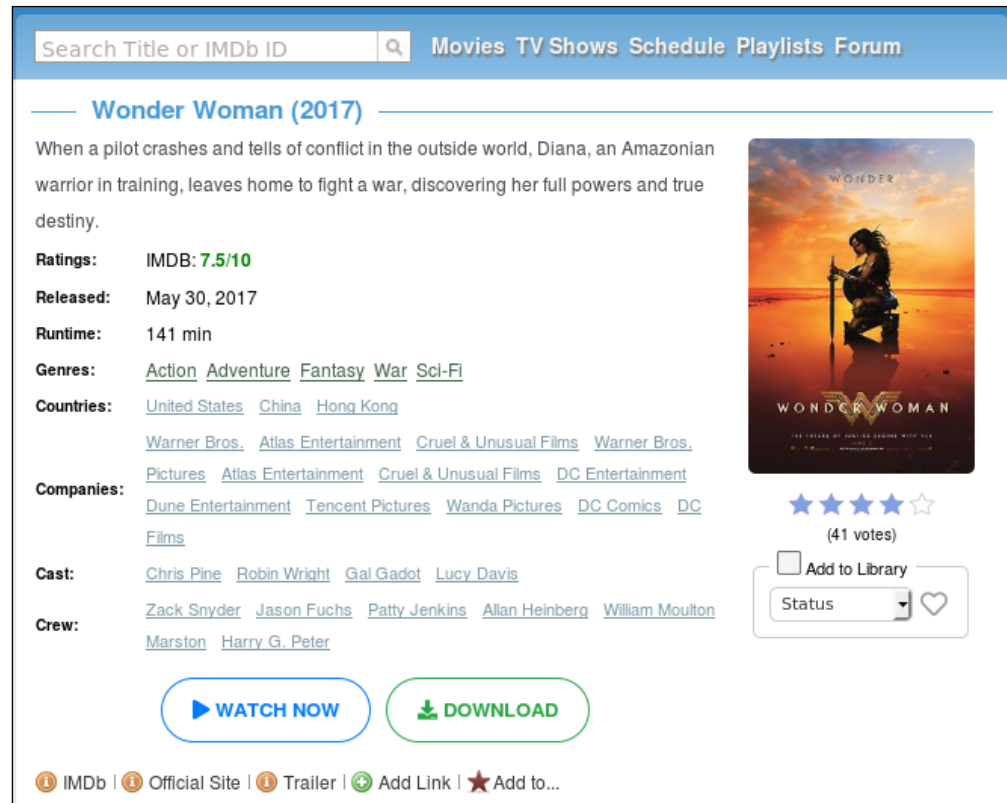 Search Title or IMDb ID
Movies TV Shows Schedule Playlists Forum
Wonder Woman (2017)
When a pilot crashes and tells of conflict in the outside world, Diana, an Amazonian
warrior in training, leaves home to fight a war, discovering her full powers and true
destiny.
Ratings: IMDB: 7.5/10
Released: May 30, 2017
Runtime: 141 min
Genres: Action Adventure Fantasy War Sci-Fi
Countries: United States China Hong Kong
Companies:
Warner Bros. Atlas Entertainment Cruel & Unusual Films Warner Bros.
Pictures Atlas Entertainment Cruel & Unusual Films DC Entertainment
Dune Entertainment Tencent Pictures Wanda Pictures DC Comics DC
Films
Cast: Chris Pine Robin Wright Gal Gadot Lucy Davis
Crew:
Zack Snyder Jason Fuchs Patty Jenkins Allan Heinberg William Moulton
Marston Harry G. Peter
WATCH NOW DOWNLOAD
IMDb | Official Site | Trailer | Add Link | Add to...
WONDER
WONDER WOMAN
THE FUTURE OF JUSTICE BEGINS WITH HER
(41 votes)
Add to Library
Status